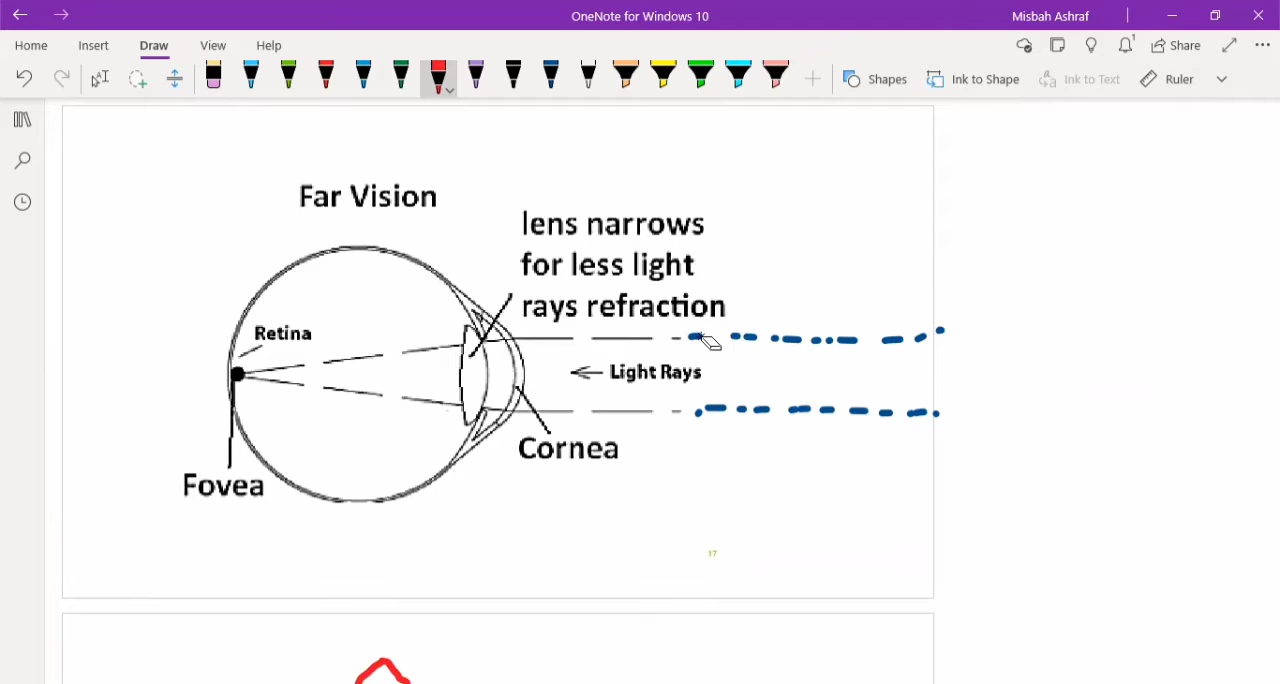 OneNote for Windows 10
Misbah Ashraf
Home Insert Draw View Help
1
Share
Shapes
Ink to Shape
Ink to Text
Ruler
Far Vision
lens narrows
for less light
rays refraction
Retina
Light Rays
Cornea
Fovea
17